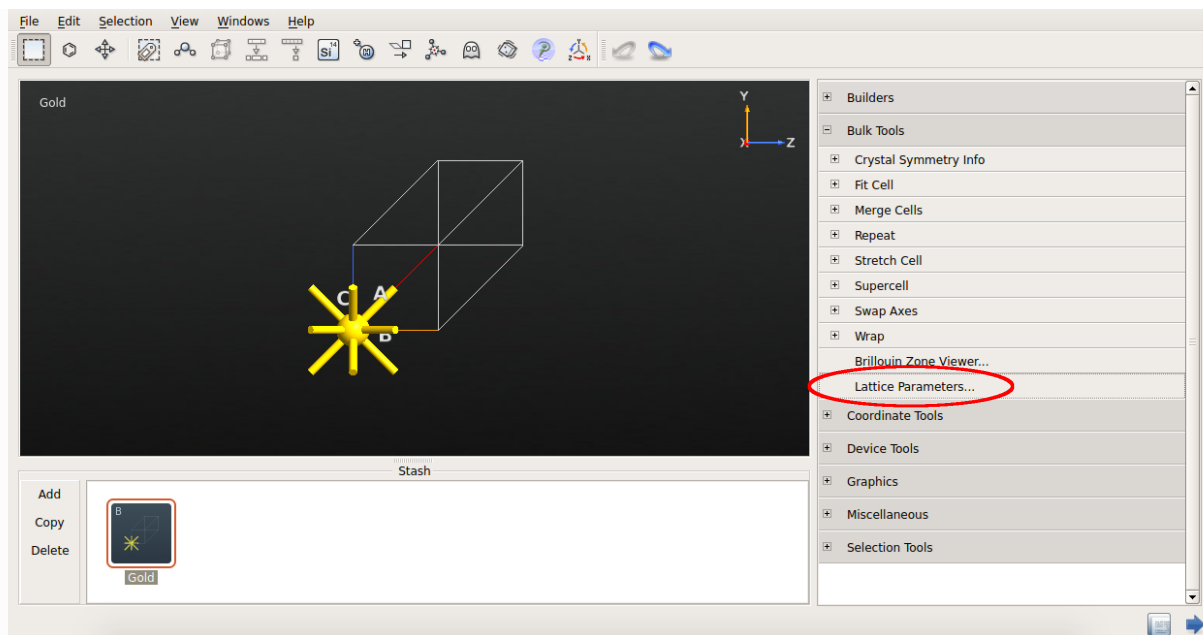 File Edit Selection View Windows Help
Si 14
Gold
Y
X
Z
C
A
B
Stash
Add
Copy
Delete
B
Gold
Builders
Bulk Tools
Crystal Symmetry Info
Fit Cell
Merge Cells
Repeat
Stretch Cell
Supercell
Swap Axes
Wrap
Brillouin Zone Viewer...
Lattice Parameters...
Coordinate Tools
Device Tools
Graphics
Miscellaneous
Selection Tools